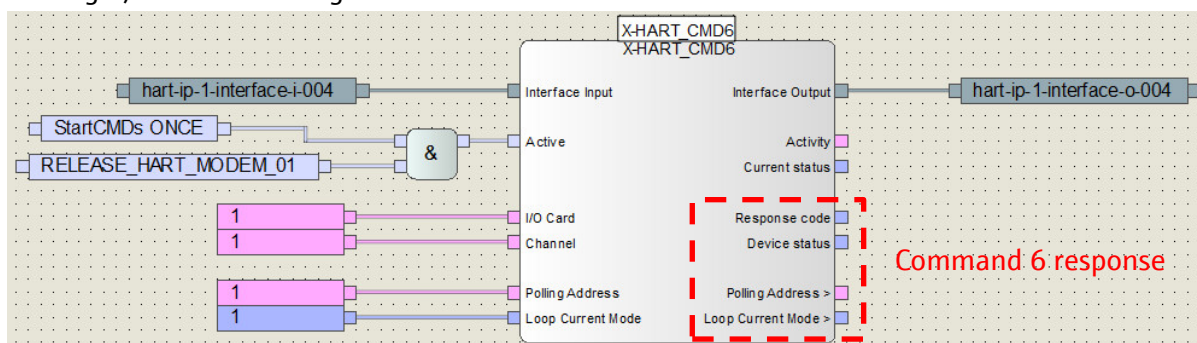 X-HART_CMD6
X-HART_CMD6
hart-ip-1-interface-i-004
Interface Input
Interface Output
hart-ip-1-interface-o-004
StartCMDs ONCE
&
Active
Activity
RELEASE_HART_MODEM_01
Current status
1
I/O Card
Response code
1
Channel
Device status
Command 6 response
1
Polling Address
Polling Address >
1
Loop Current Mode
Loop Current Mode >